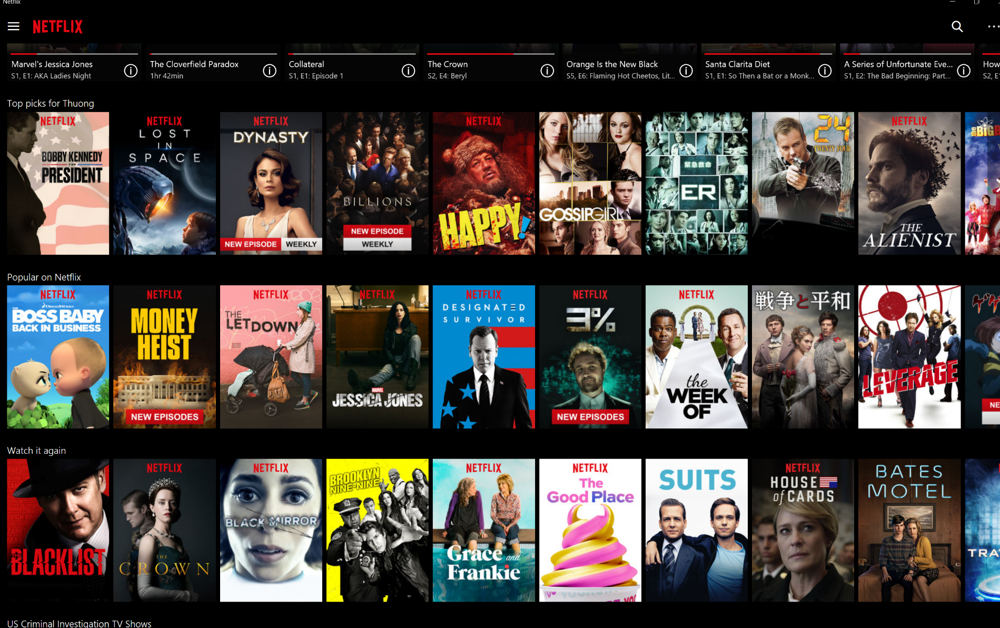 Netflix
NETFLIX
Marvel's Jessica Jones
S1, E1: AKA Ladies Night
The Cloverfield Paradox
1hr 42min
Collateral
S1, E1: Episode 1
The Crown
S2, E4: Beryl
Orange Is the New Black
S5, E6: Flaming Hot Cheetos, Lit...
Santa Clarita Diet
S1, E1: So Then a Bat or a Monk...
A Series of Unfortunate Eve...
S1, E2: The Bad Beginning: Part...
How
S2, E
Top picks for Thuong
NETFLIX
BOBBY KENNEDY
FOR
PRESIDENT
NETFLIX
LOST
IN
SPACE
NETFLIX
DYNASTY
NEW EPISODE WEEKLY
NETFLIX
BILLIONS
NEW EPISODE
WEEKLY
NETFLIX
HAPPY!
GOSSIPGIRL
緊急救命
ER
24
TWENTY FOUR
NETFLIX
THE
ALIENIST
the BIG B
Popular on Netflix
NETFLIX
DREAMWORKS
THE
BOSS BABY
BACK IN BUSINESS
NETFLIX
MONEY
HEIST
NEW EPISODES
NETFLIX
THE
LETDOWN
NETFLIX
MARVEL
JESSICA JONES
NETFLIX
DESIGNATED
SURVIVOR
NETFLIX
3%
NEW EPISODES
NETFLIX
the
WEEK
OF
戦争と平和
LEVERAGE
ゲゲ
NE
Watch it again
THE
BLACKLIST
NETFLIX
THE
CROWN
NETFLIX
BLACK MIRROR
BROOKLYN
NINE-NINE
NETFLIX
Grace and
Frankie
NETFLIX
The
Good Place
SUITS
NETFLIX
HOUSE
of CARDS
BATES
MOTEL
TRA
US Criminal Investigation TV Shows